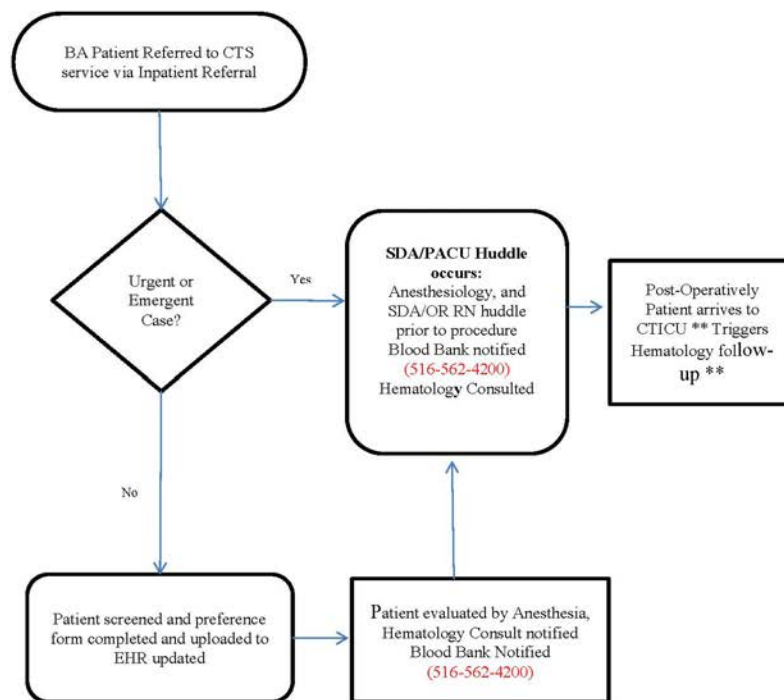 BA Patient Referred to CTS
service via Inpatient Referral
Urgent or
Emergent
Case?
Yes
SDA/PACU Huddle
occurs:
Anesthesiology, and
SDA/OR RN huddle
prior to procedure
Blood Bank notified
(516-562-4200)
Hematology Consulted
Post-Operatively
Patient arrives to
CTICU ** Triggers
Hematology follow-
up **
No
Patient screened and preference
form completed and uploaded to
EHR updated
Patient evaluated by Anesthesia,
Hematology Consult notified
Blood Bank Notified
(516-562-4200)